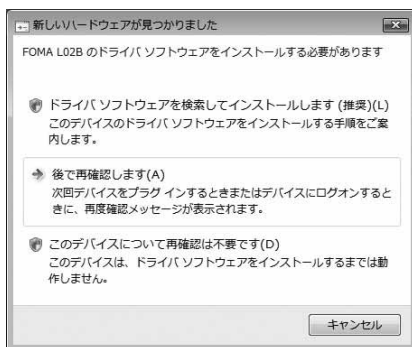 新しいハードウェアが見つかりました
FOMA L02B のドライバ ソフトウェアをインストールする必要があります
ドライバ ソフトウェアを検索してインストールします (推奨)(L)
このデバイスのドライバ ソフトウェアをインストールする手順をご案
内します。
後で再確認します(A)
次回デバイスをプラグ インするときまたはデバイスにログオンすると
きに、再度確認メッセージが表示されます。
このデバイスについて再確認は不要です(D)
このデバイスは、ドライバ ソフトウェアをインストールするまでは動
作しません。
キャンセル